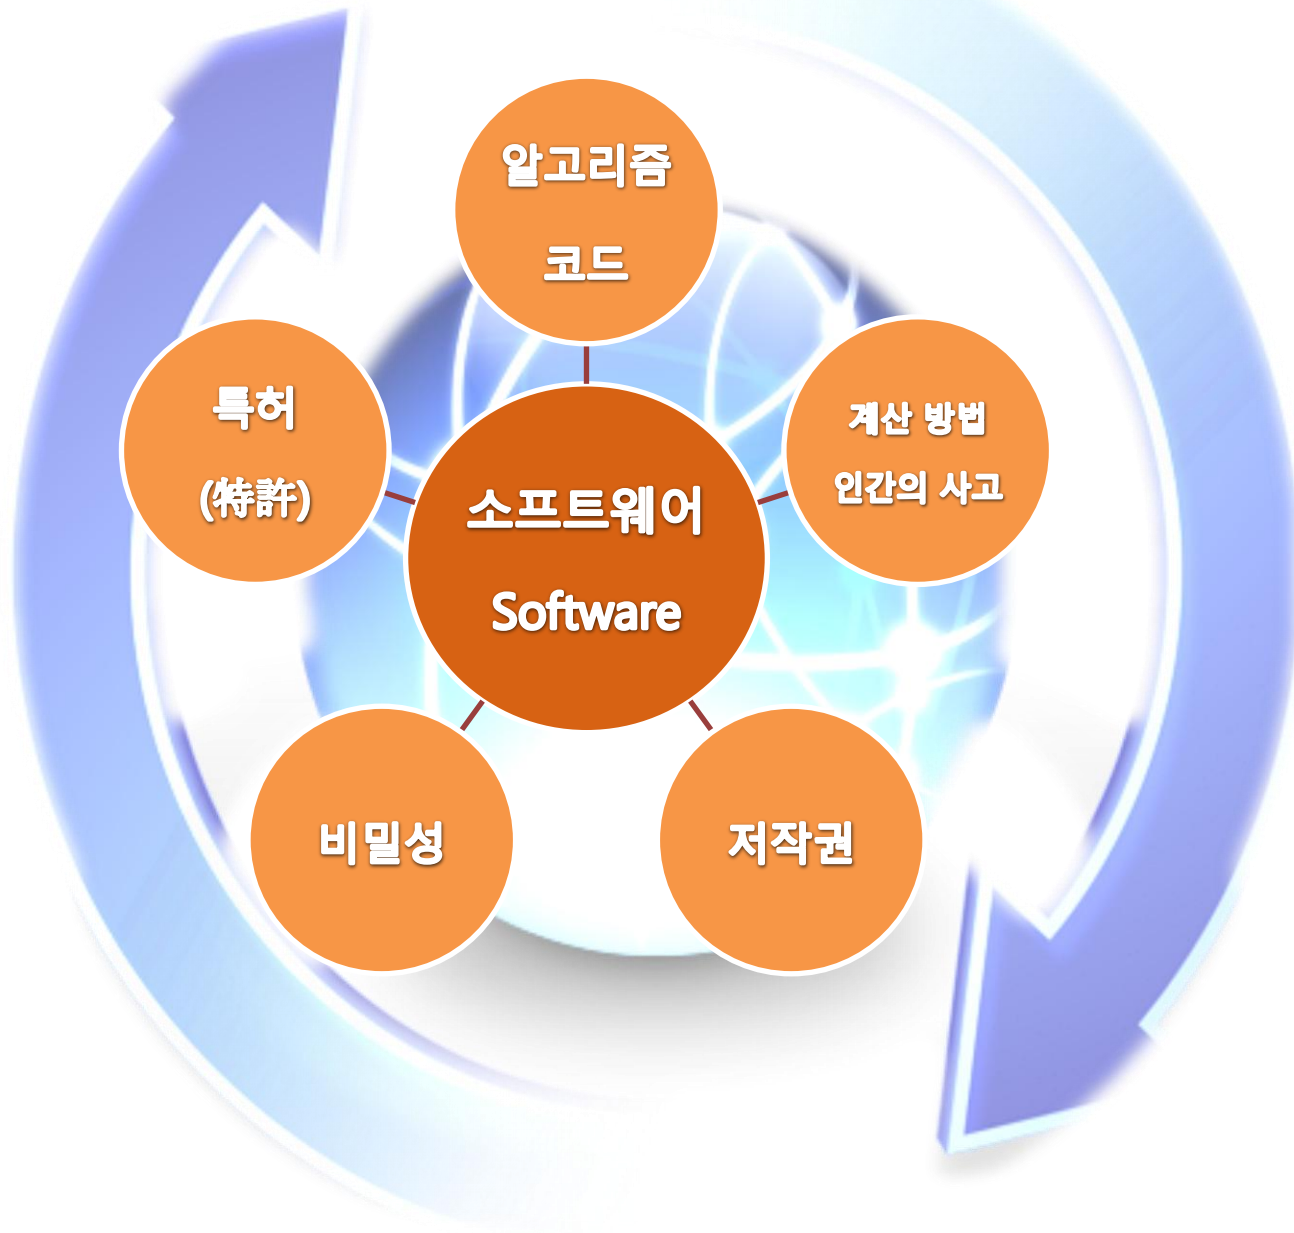 알고리즘
코드
특허
(特許)
계산 방법
인간의 사고
소프트웨어
Software
비밀성
저작권